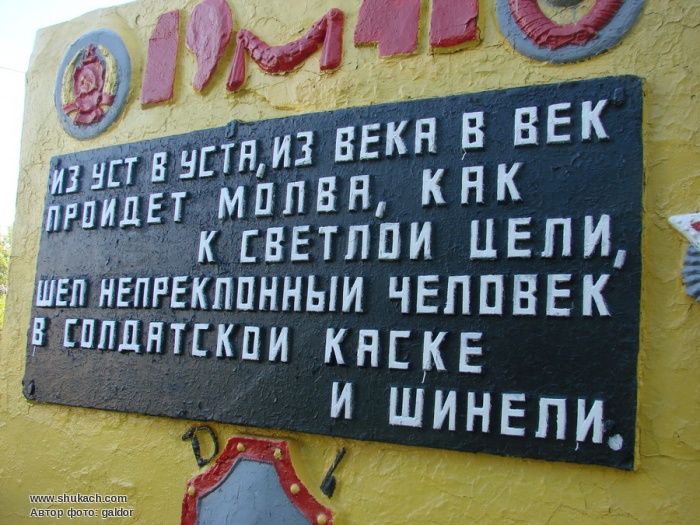 1941
ИЗ УСТ В УСТА, ИЗ ВЕКА В ВЕК
ПРОЙДЕТ МОЛВА, КАК
К СВЕТЛОЙ ЦЕЛИ,
ШЕЛ НЕПРЕКЛОННЫЙ ЧЕЛОВЕК
В СОЛДАТСКОЙ КАСКЕ
И ШИНЕЛИ.
www.shukach.com
Автор фото: galdor